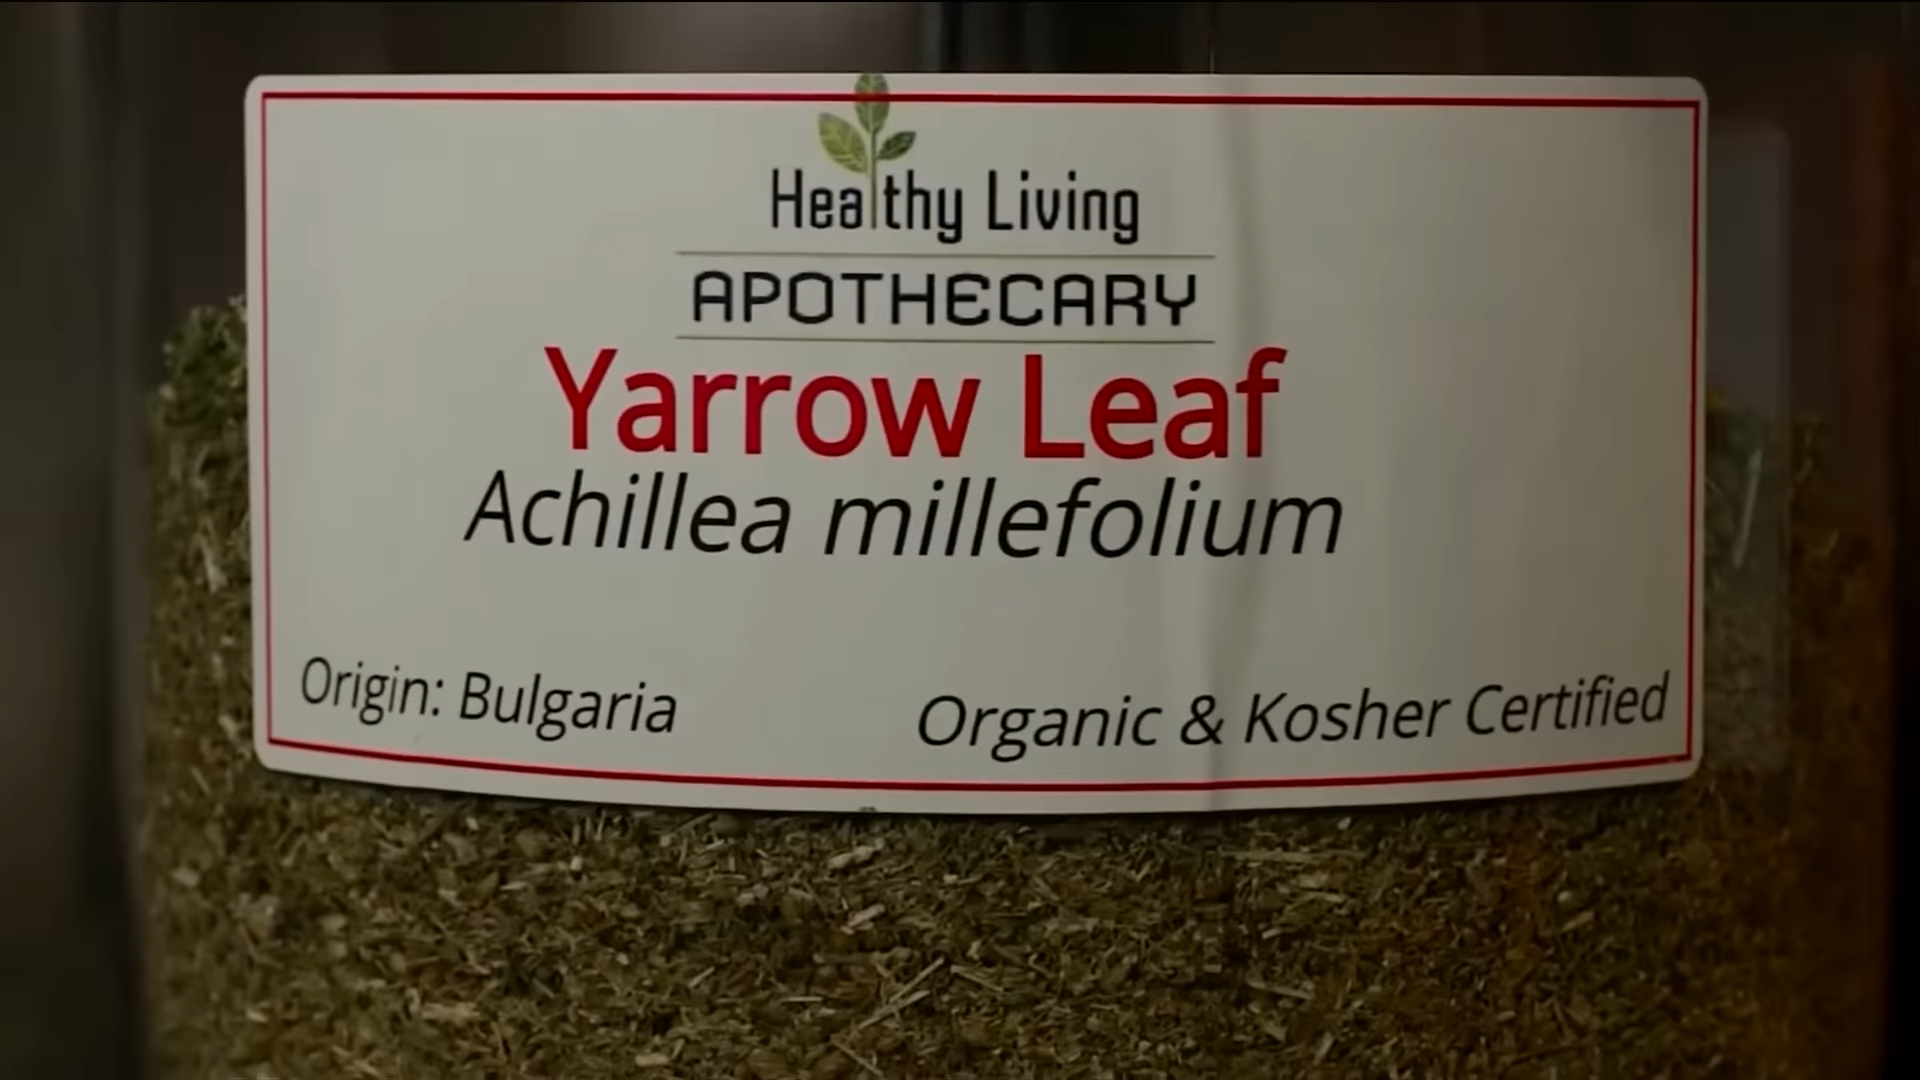 Healthy Living
APOTHECARY
Yarrow Leaf
Achillea millefolium
Origin: Bulgaria
Organic & Kosher Certified